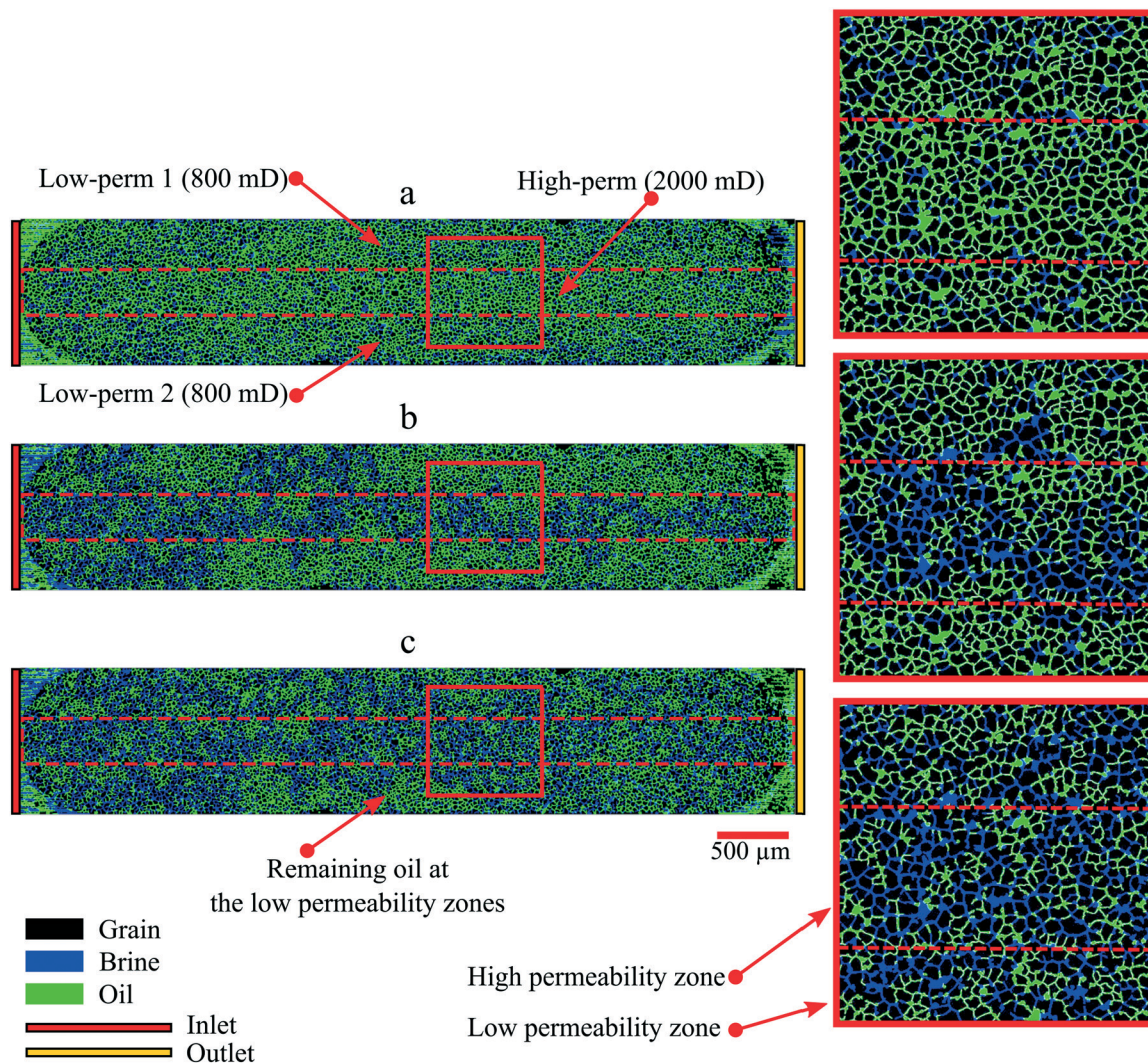 Low-perm 1 (800 mD)
a
High-perm (2000 mD)
Low-perm 2 (800 mD)
b
c
500 µm
Remaining oil at
the low permeability zones
Grain
Brine
Oil
Inlet
Outlet
High permeability zone
Low permeability zone